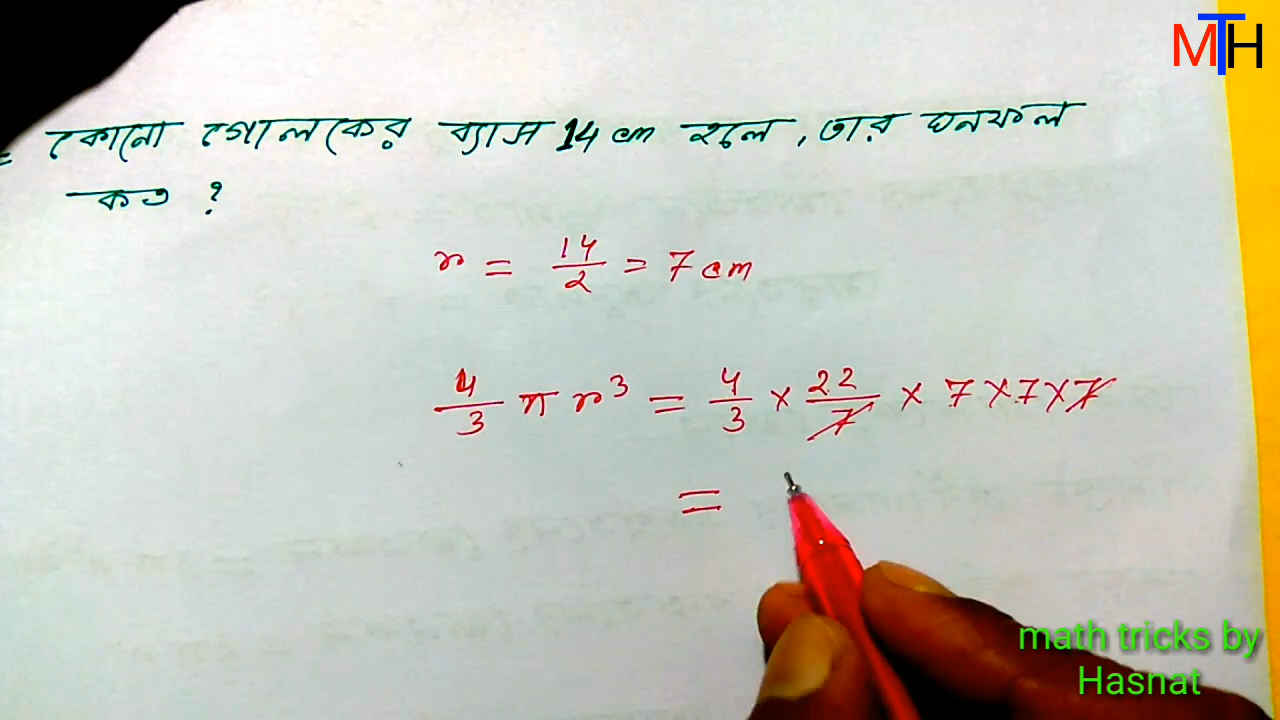 MTH
কোনো গোলকের ব্যাস 14 cm হলে, তার ঘনফল
কত ?
r = 14/2 = 7 cm
4/3 π r³ = 4/3 × 22/7 × 7 × 7 × 7
=
math tricks by
Hasnat